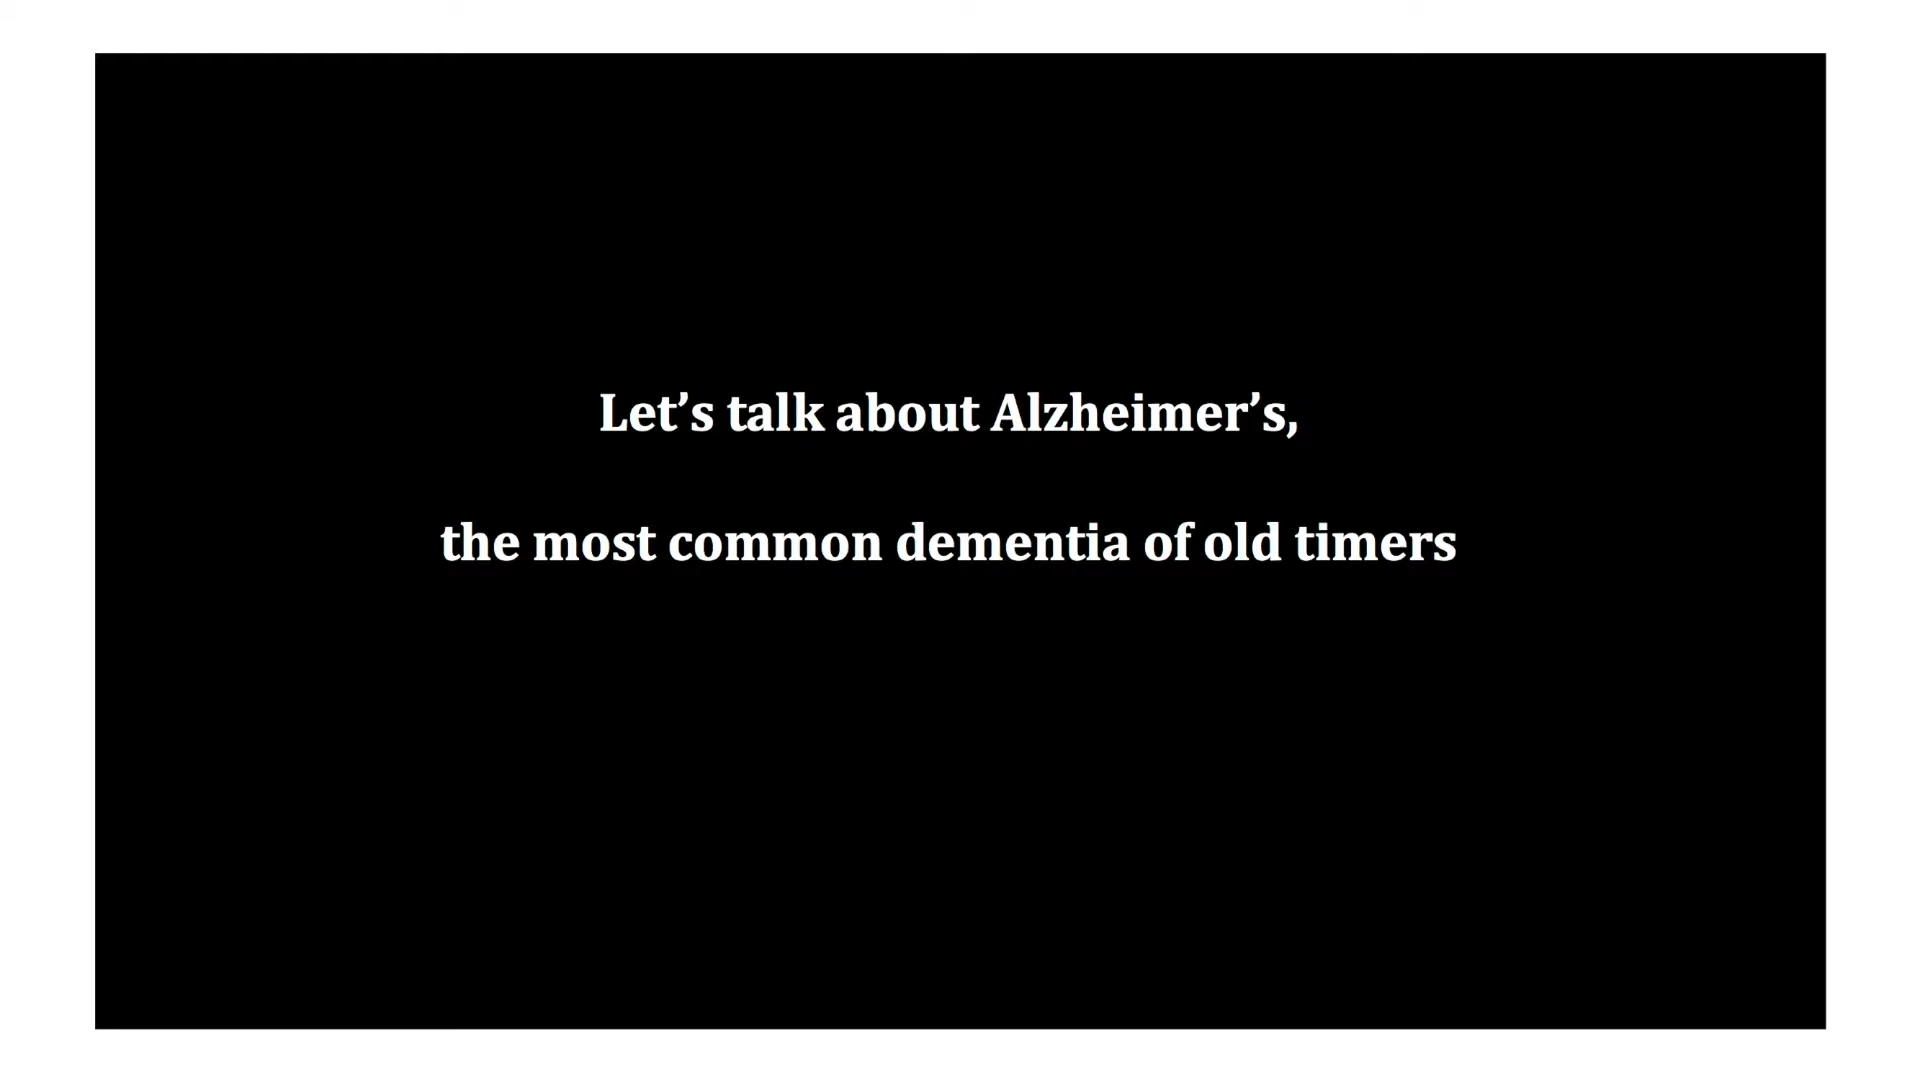 Let’s talk about Alzheimer’s,
the most common dementia of old timers